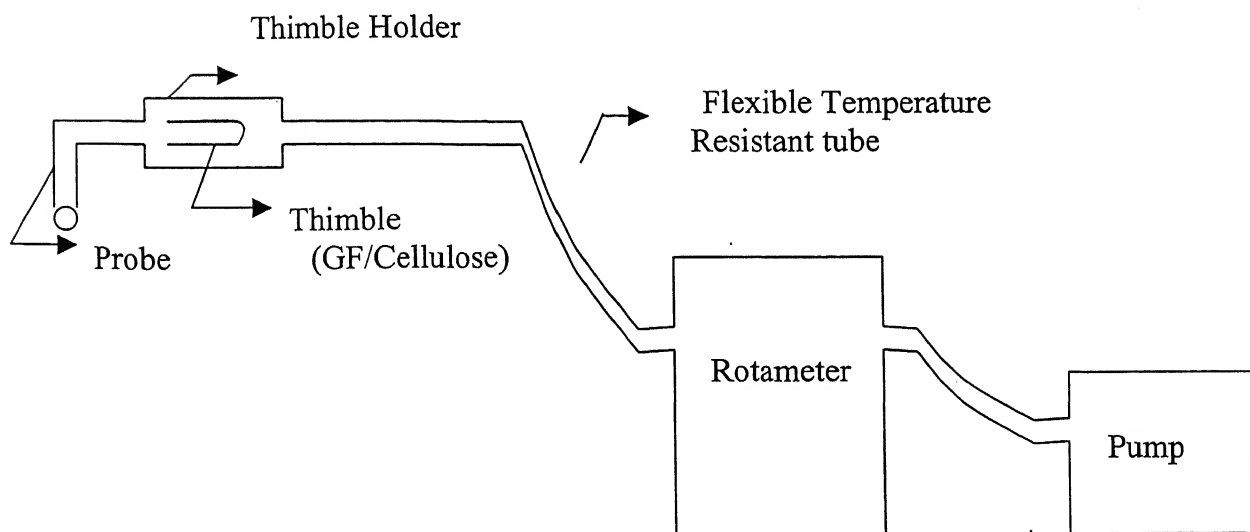 Thimble Holder
Flexible Temperature
Resistant tube
Thimble
(GF/Cellulose)
Probe
Rotameter
Pump